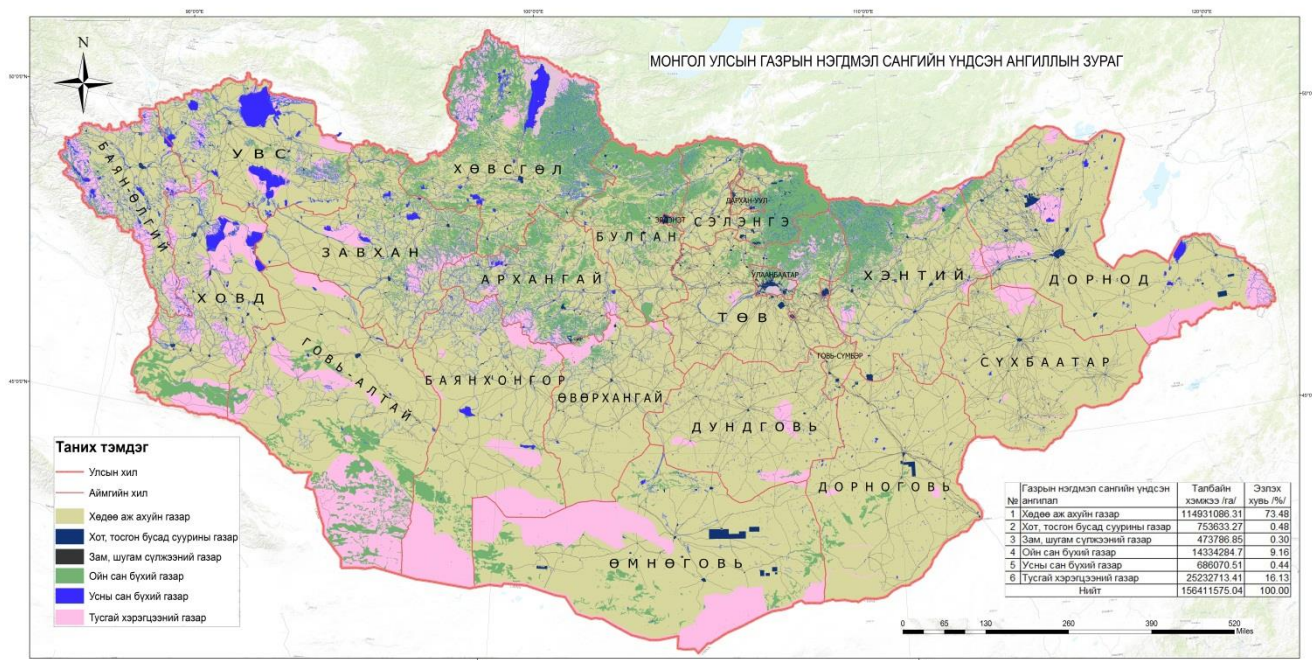 МОНГОЛ УЛСЫН ГАЗРЫН НЭГДМЭЛ САНГИЙН ҮНДСЭН АНГИЛЛЫН ЗУРАГ
N
БАЯН-ӨЛГИЙ
УВС
ХӨВСГӨЛ
ДАРХАН-УУЛ
ЭРДЭНЭТ
СЭЛЭНГЭ
БУЛГАН
ЗАВХАН
АРХАНГАЙ
УЛААНБААТАР
ХЭНТИЙ
ДОРНОД
ХОВД
ТӨВ
ГОВЬ-АЛТАЙ
БАЯНХОНГОР
ӨВӨРХАНГАЙ
ГОВЬ-СҮМБЭР
СҮХБААТАР
ДУНДГОВЬ
ДОРНОГОВЬ
ӨМНӨГОВЬ
Таних тэмдэг
Улсын хил
Аймгийн хил
Хөдөө аж ахуйн газар
Хот, тосгон бусад суурины газар
Зам, шугам сүлжээний газар
Ойн сан бүхий газар
Усны сан бүхий газар
Тусгай хэрэгцээний газар
№ Газрын нэгдмэл сангийн үндсэн ангилал Талбайн хэмжээ /га/ Эзлэх хувь /%/
1 Хөдөө аж ахуйн газар 114931086.31 73.48
2 Хот, тосгон бусад суурины газар 753633.27 0.48
3 Зам, шугам сүлжээний газар 473786.85 0.30
4 Ойн сан бүхий газар 14334284.7 9.16
5 Усны сан бүхий газар 686070.51 0.44
6 Тусгай хэрэгцээний газар 25232713.41 16.13
Нийт 156411575.04 100.00
0 65 130 260 390 520
Miles